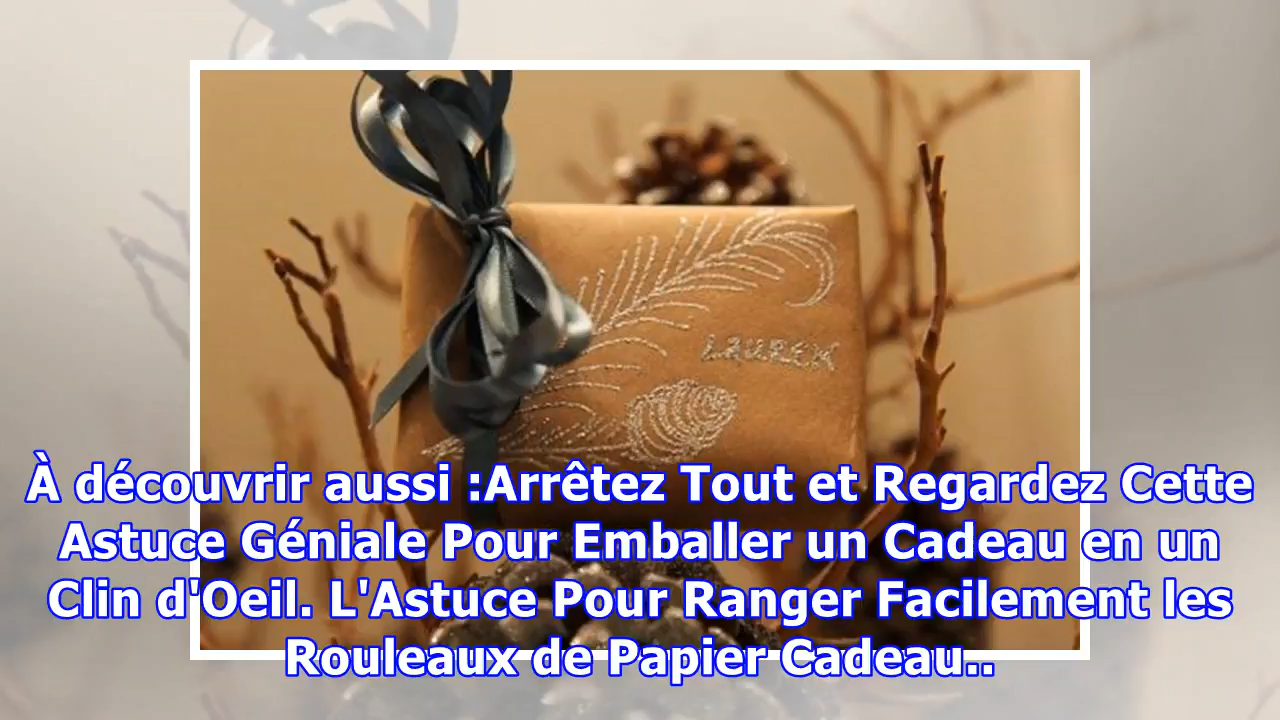 LAUREN
À découvrir aussi :Arrêtez Tout et Regardez Cette
Astuce Géniale Pour Emballer un Cadeau en un
Clin d'Oeil. L'Astuce Pour Ranger Facilement les
Rouleaux de Papier Cadeau..